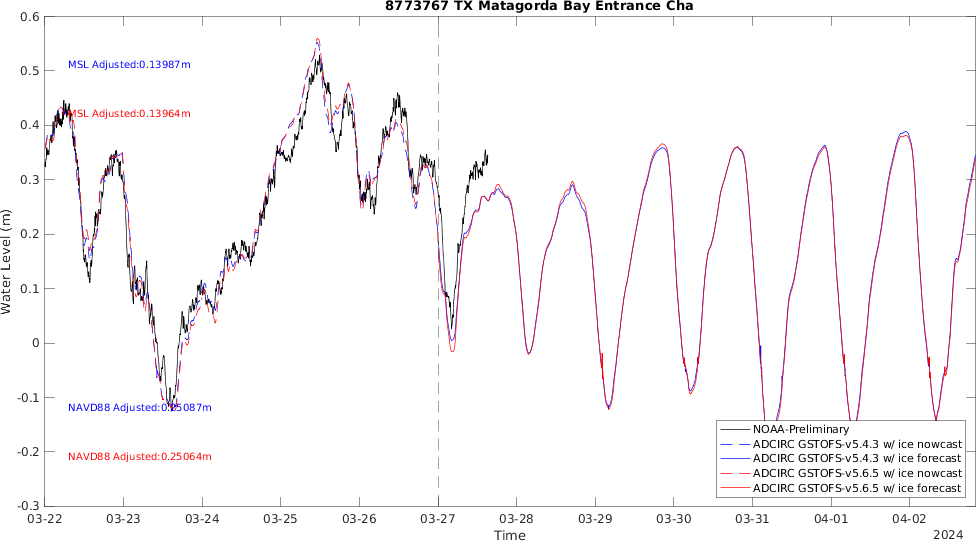 8773767 TX Matagorda Bay Entrance Cha
0.6
0.5
0.4
0.3
0.2
0.1
0
-0.1
-0.2
-0.3
Water Level (m)
MSL Adjusted:0.13987m
MSL Adjusted:0.13964m
NAVD88 Adjusted:0.25087m
NAVD88 Adjusted:0.25064m
NOAA-Preliminary
ADCIRC GSTOFS-v5.4.3 w/ ice nowcast
ADCIRC GSTOFS-v5.4.3 w/ ice forecast
ADCIRC GSTOFS-v5.6.5 w/ ice nowcast
ADCIRC GSTOFS-v5.6.5 w/ ice forecast
03-22 03-23 03-24 03-25 03-26 03-27 03-28 03-29 03-30 03-31 04-01 04-02
Time
2024